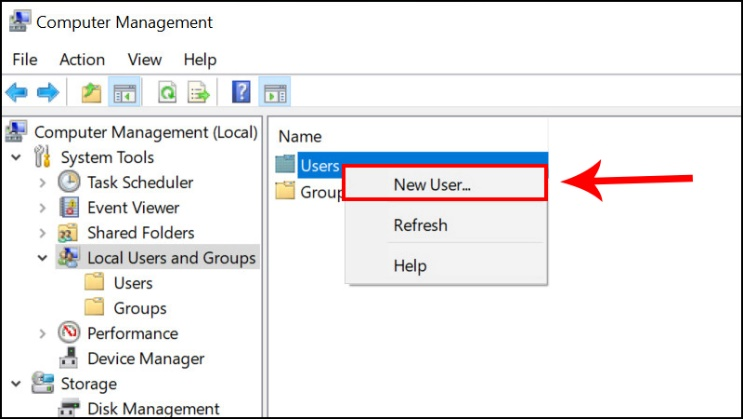 Computer Management
File Action View Help
Computer Management (Local)
System Tools
Task Scheduler
Event Viewer
Shared Folders
Local Users and Groups
Users
Groups
Performance
Device Manager
Storage
Disk Management
Name
Users
Group
New User...
Refresh
Help